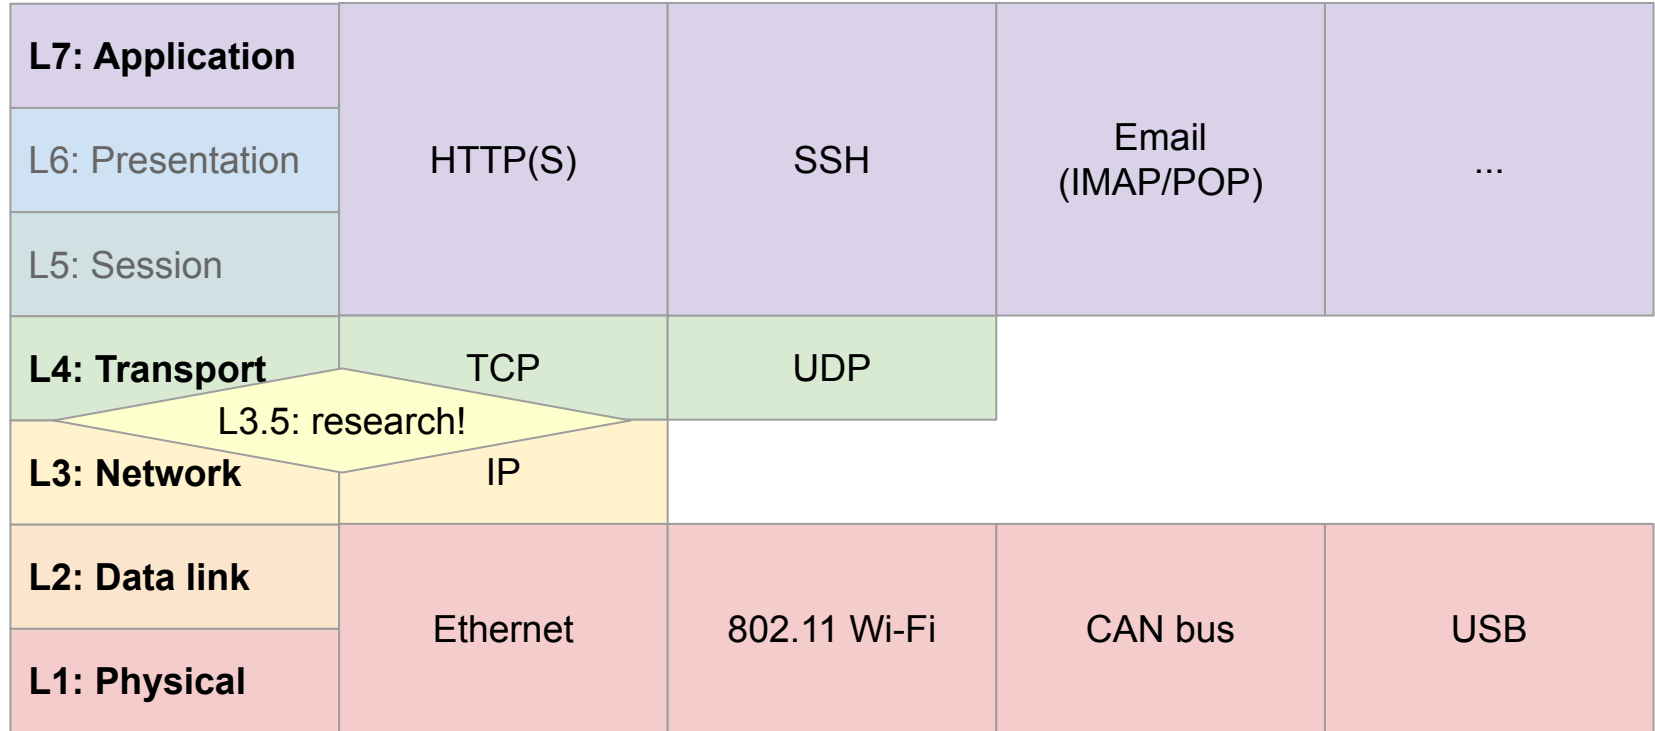 L7: Application
L6: Presentation
L5: Session
HTTP(S)
SSH
Email
(IMAP/POP)
...
L4: Transport
TCP
UDP
L3.5: research!
L3: Network
IP
L2: Data link
L1: Physical
Ethernet
802.11 Wi-Fi
CAN bus
USB